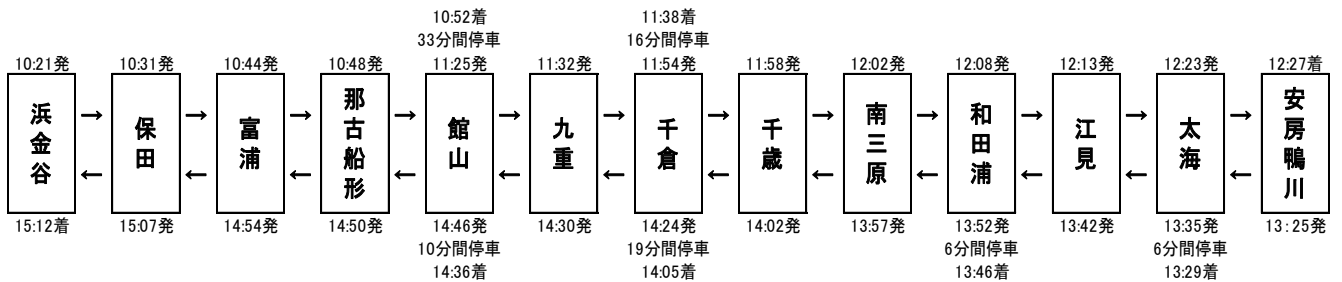 10:52着
11:38着
33分間停車
16分間停車
10:21発
10:31発
10:44発
10:48発
11:25発
11:32発
11:54発
11:58発
12:02発
12:08発
12:13発
12:23発
12:27着
浜金谷
保田
富浦
那古船形
館山
九重
千倉
千歳
南三原
和田浦
江見
太海
安房鴨川
→
→
→
→
→
→
→
→
→
→
→
→
←
←
←
←
←
←
←
←
←
←
←
←
15:12着
15:07発
14:54発
14:50発
14:46発
14:30発
14:24発
14:02発
13:57発
13:52発
13:42発
13:35発
13:25発
10分間停車
19分間停車
6分間停車
6分間停車
14:36着
14:05着
13:46着
13:29着